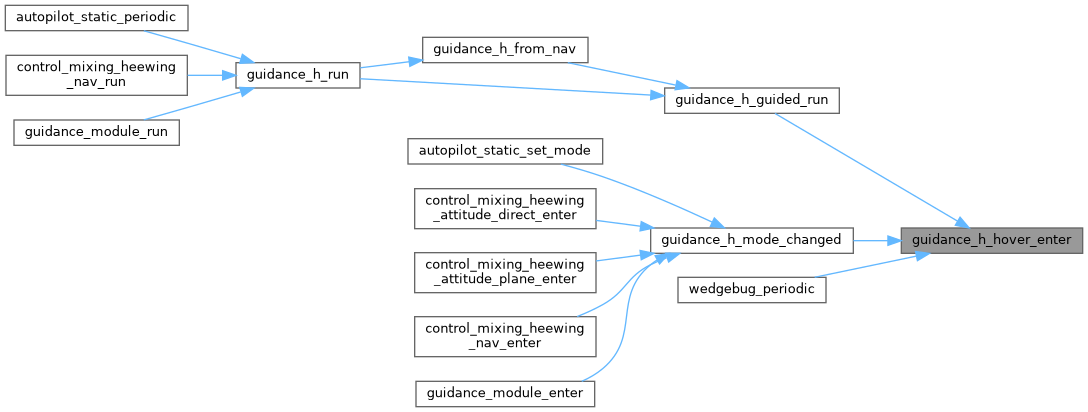 autopilot_static_periodic
control_mixing_heewing
_nav_run
guidance_module_run
guidance_h_run
guidance_h_from_nav
guidance_h_guided_run
autopilot_static_set_mode
control_mixing_heewing
_attitude_direct_enter
control_mixing_heewing
_attitude_plane_enter
control_mixing_heewing
_nav_enter
guidance_module_enter
guidance_h_mode_changed
wedgebug_periodic
guidance_h_hover_enter